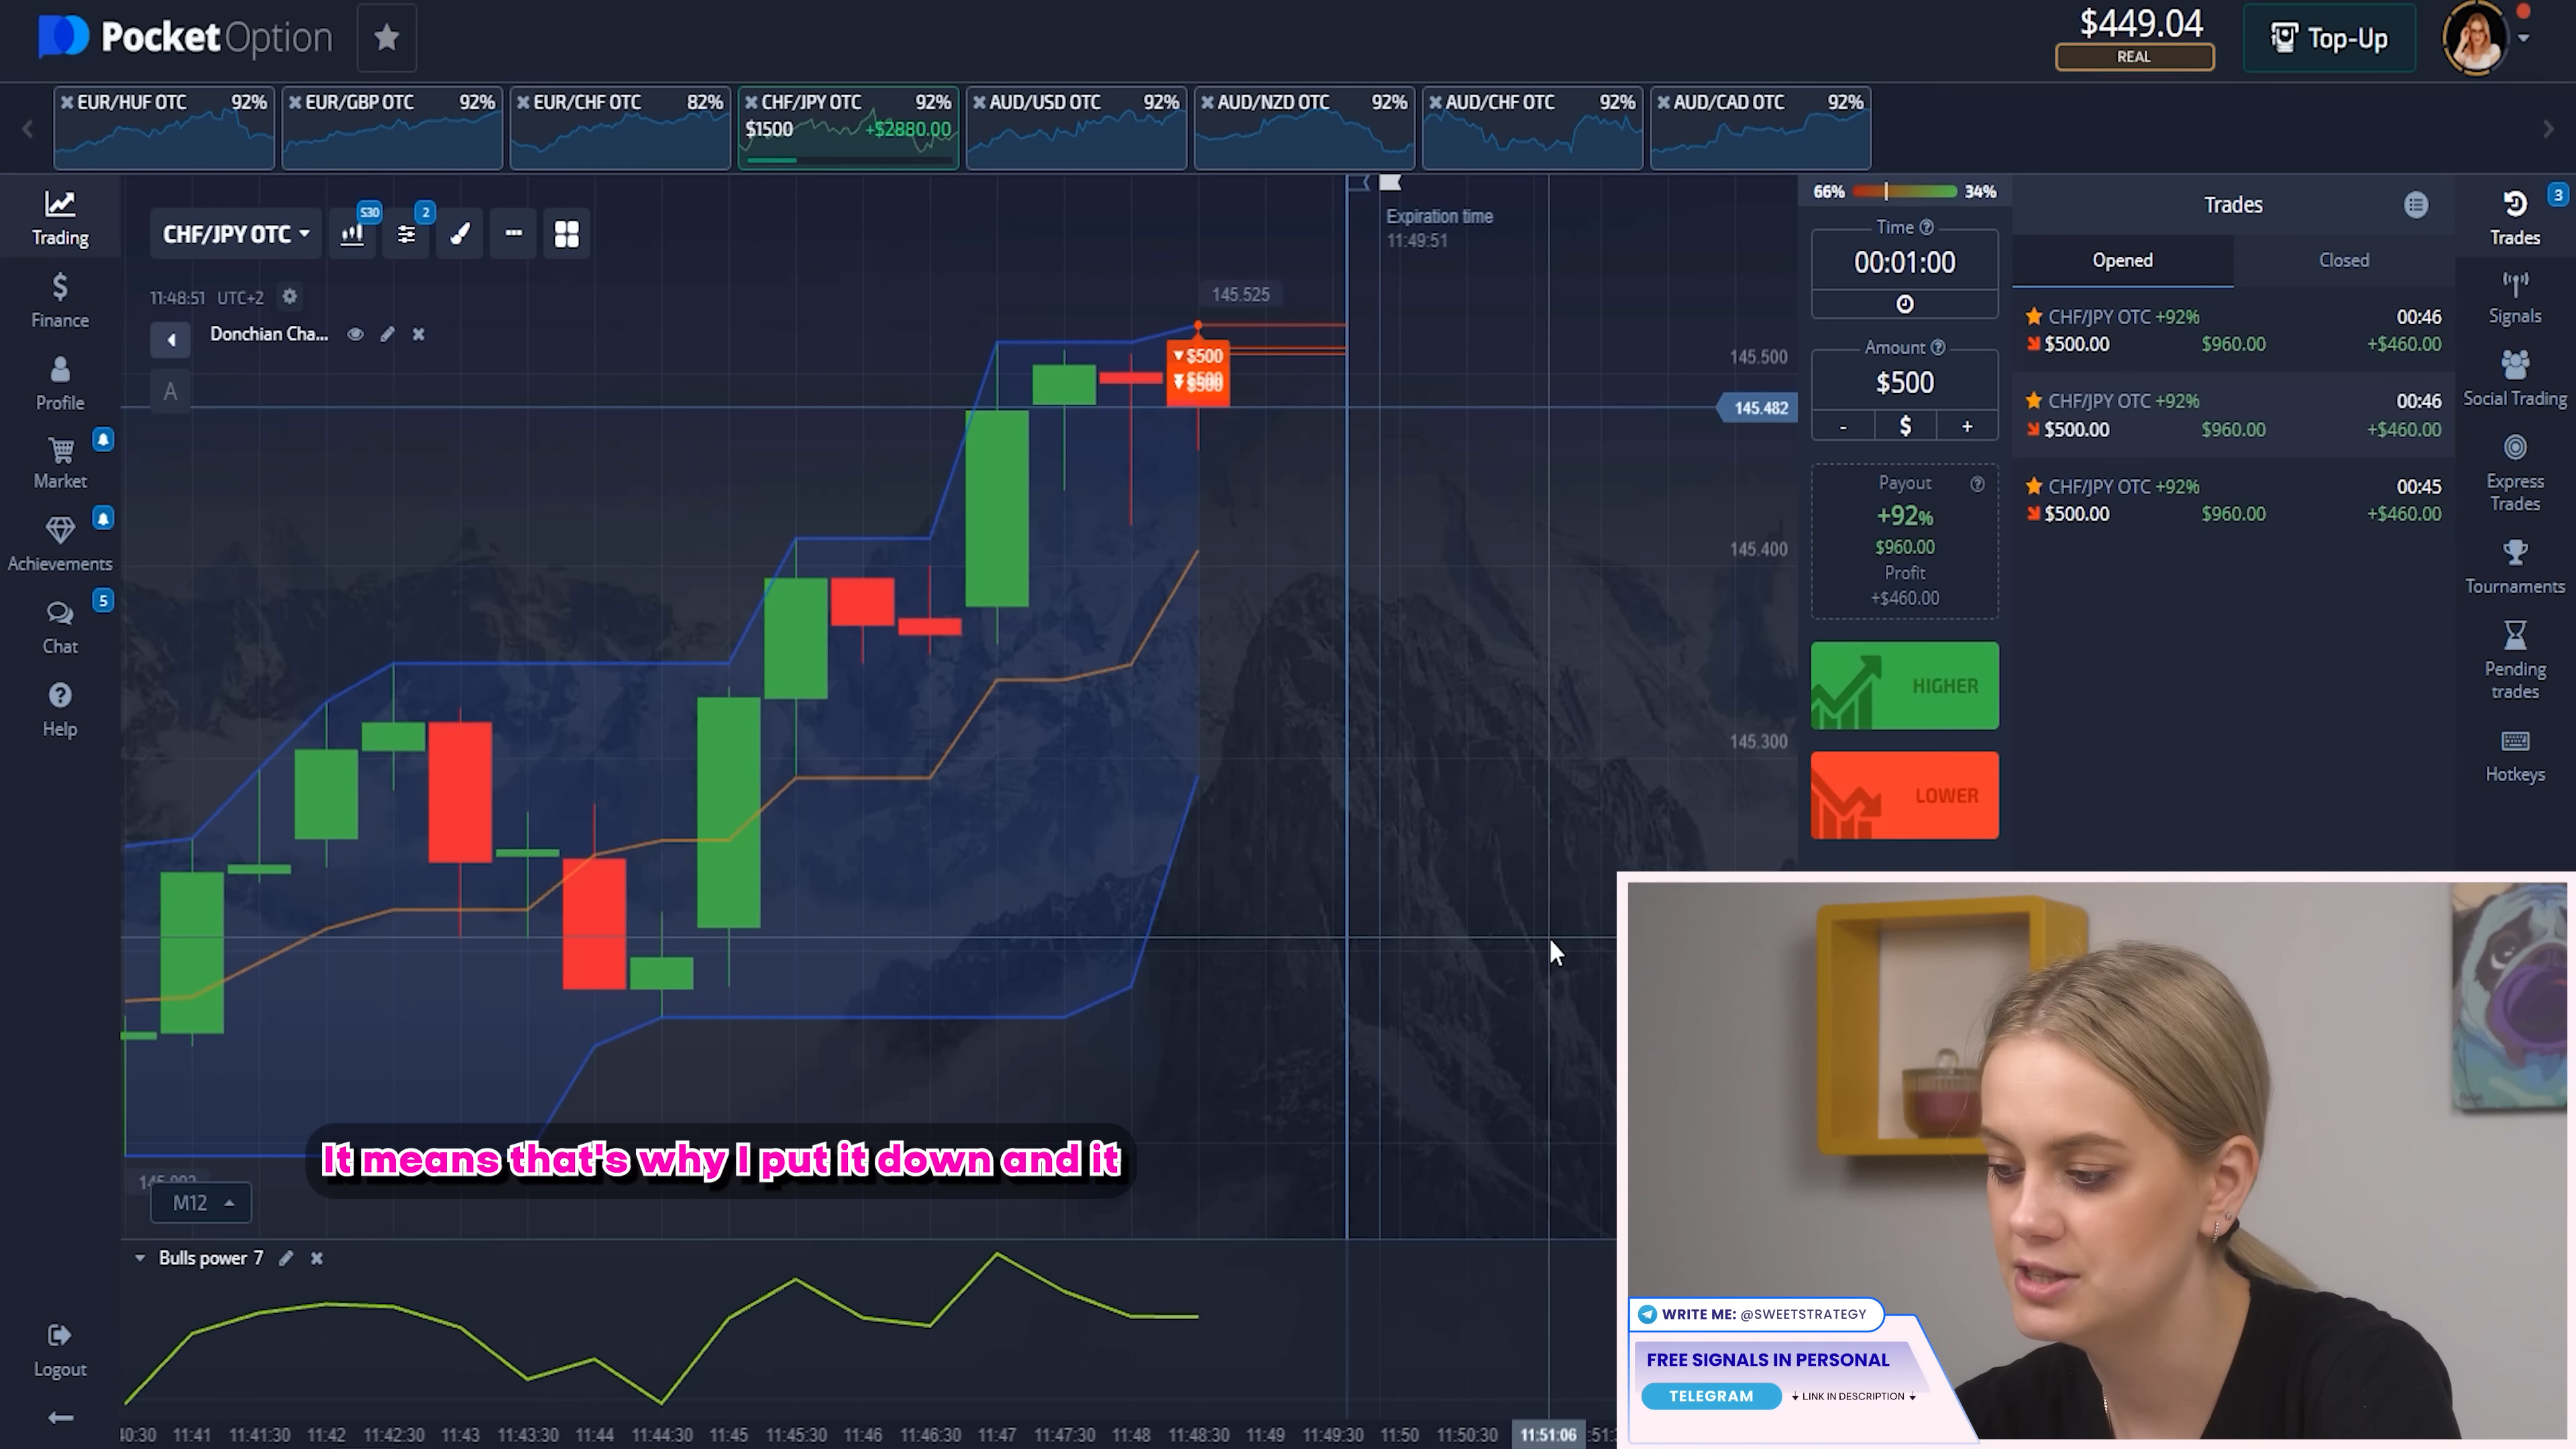 PocketOption
$449.04
REAL
Top-Up
EUR/HUF OTC 92%
EUR/GBP OTC 92%
EUR/CHF OTC 82%
CHF/JPY OTC 92%
$1500 +$2880.00
AUD/USD OTC 92%
AUD/NZD OTC 92%
AUD/CHF OTC 92%
AUD/CAD OTC 92%
Trading
Finance
Profile
Market
Achievements
5
Chat
Help
Logout
CHF/JPY OTC
S30
2
11:48:51 UTC+2
Donchian Cha...
A
Expiration time
11:49:51
145.525
145.500
145.482
145.400
145.300
$500
$500
M12
It means that's why I put it down and it
Bulls power 7
11:41 11:41:30 11:42 11:42:30 11:43 11:43:30 11:44 11:44:30 11:45 11:45:30 11:46 11:46:30 11:47 11:47:30 11:48 11:48:30 11:49 11:49:30 11:50 11:50:30 11:51:06
66% 34%
Time
00:01:00
Amount
$500
- $ +
Payout
+92%
$960.00
Profit
+$460.00
HIGHER
LOWER
Trades
Opened Closed
CHF/JPY OTC +92% 00:46
$500.00 $960.00 +$460.00
CHF/JPY OTC +92% 00:46
$500.00 $960.00 +$460.00
CHF/JPY OTC +92% 00:45
$500.00 $960.00 +$460.00
3
Trades
Signals
Social Trading
Express
Trades
Tournaments
Pending
trades
Hotkeys
WRITE ME: @SWEETSTRATEGY
FREE SIGNALS IN PERSONAL
TELEGRAM
LINK IN DESCRIPTION